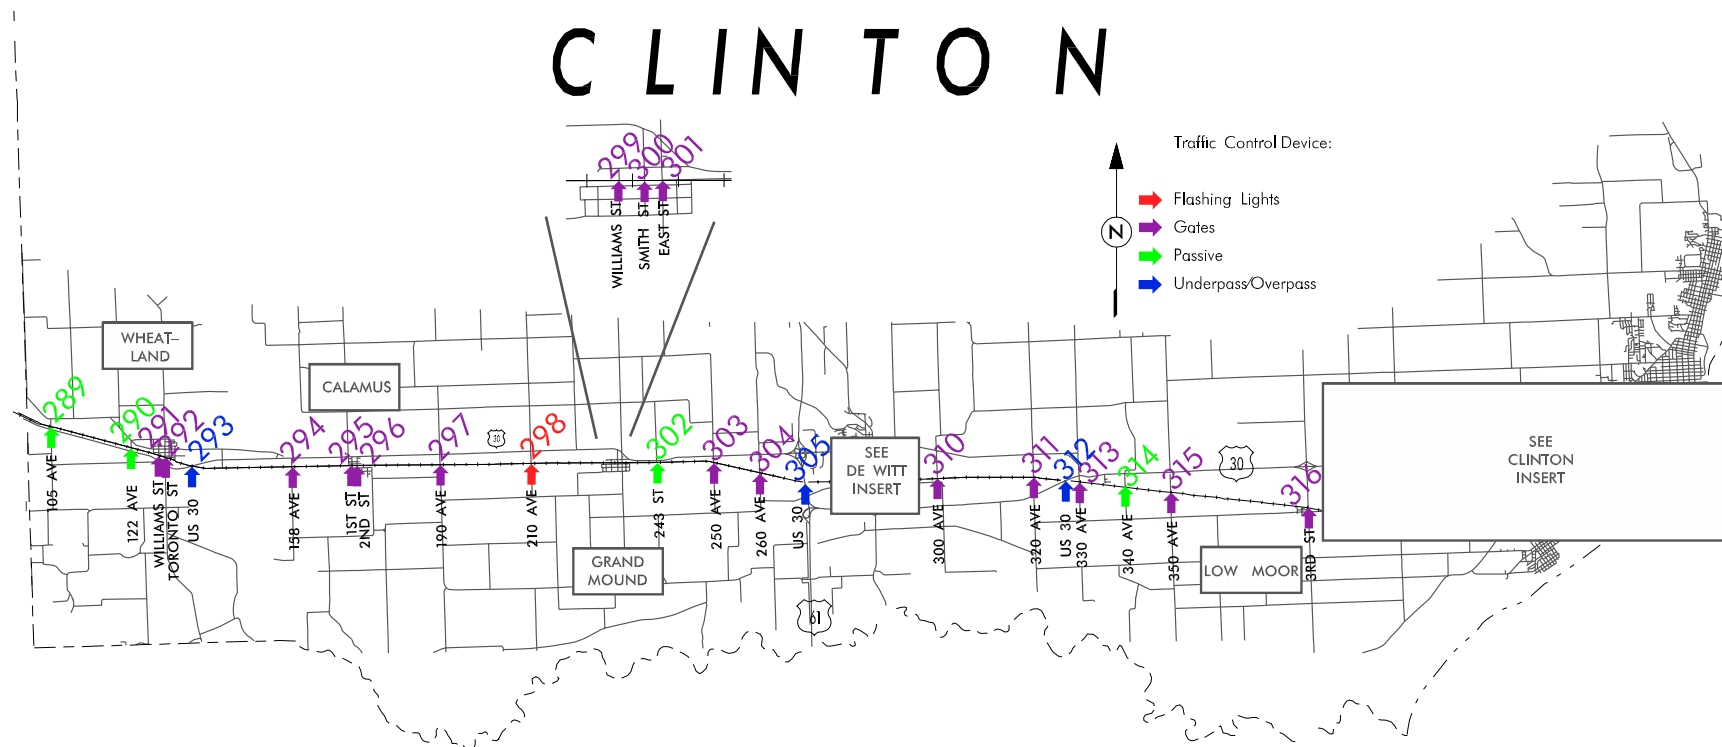 CLINTON
299
300
301
WILLIAMS ST
SMITH ST
EAST ST
Traffic Control Device:
Flashing Lights
Gates
Passive
Underpass/Overpass
N
WHEAT–
LAND
CALAMUS
289
290
291
292
293
294
295
296
297
30
298
302
303
304
305
SEE
DE WITT
INSERT
310
311
312
313
314
315
30
316
SEE
CLINTON
INSERT
105 AVE
122 AVE
WILLIAMS ST
TORONTO ST
US 30
158 AVE
1ST ST
2ND ST
190 AVE
210 AVE
243 ST
250 AVE
260 AVE
US 30
300 AVE
320 AVE
US 30
330 AVE
340 AVE
350 AVE
3RD ST
GRAND
MOUND
LOW MOOR
61